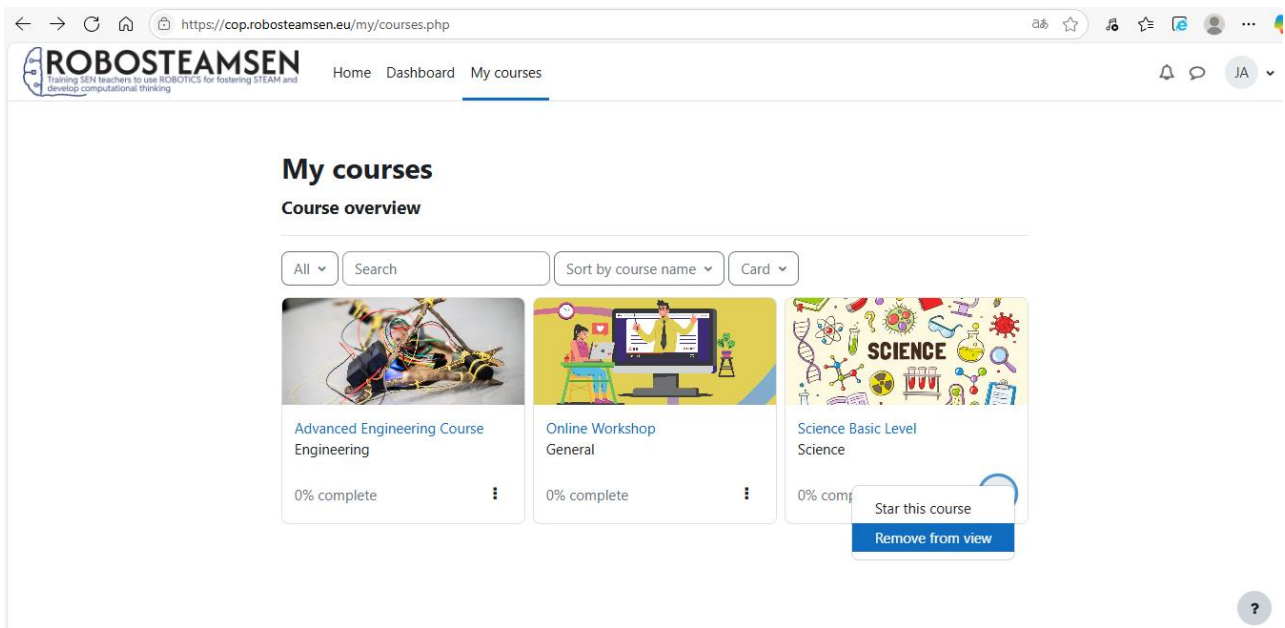 https://cop.robosteamsen.eu/my/courses.php
ROBOSTEAMSEN
Training SEN teachers to use ROBOTICS for fostering STEAM and
develop computational thinking
Home Dashboard My courses
JA
My courses
Course overview
All Search Sort by course name Card
SCIENCE
Advanced Engineering Course
Engineering
0% complete
Online Workshop
General
0% complete
Science Basic Level
Science
0% comp
Star this course
Remove from view
?